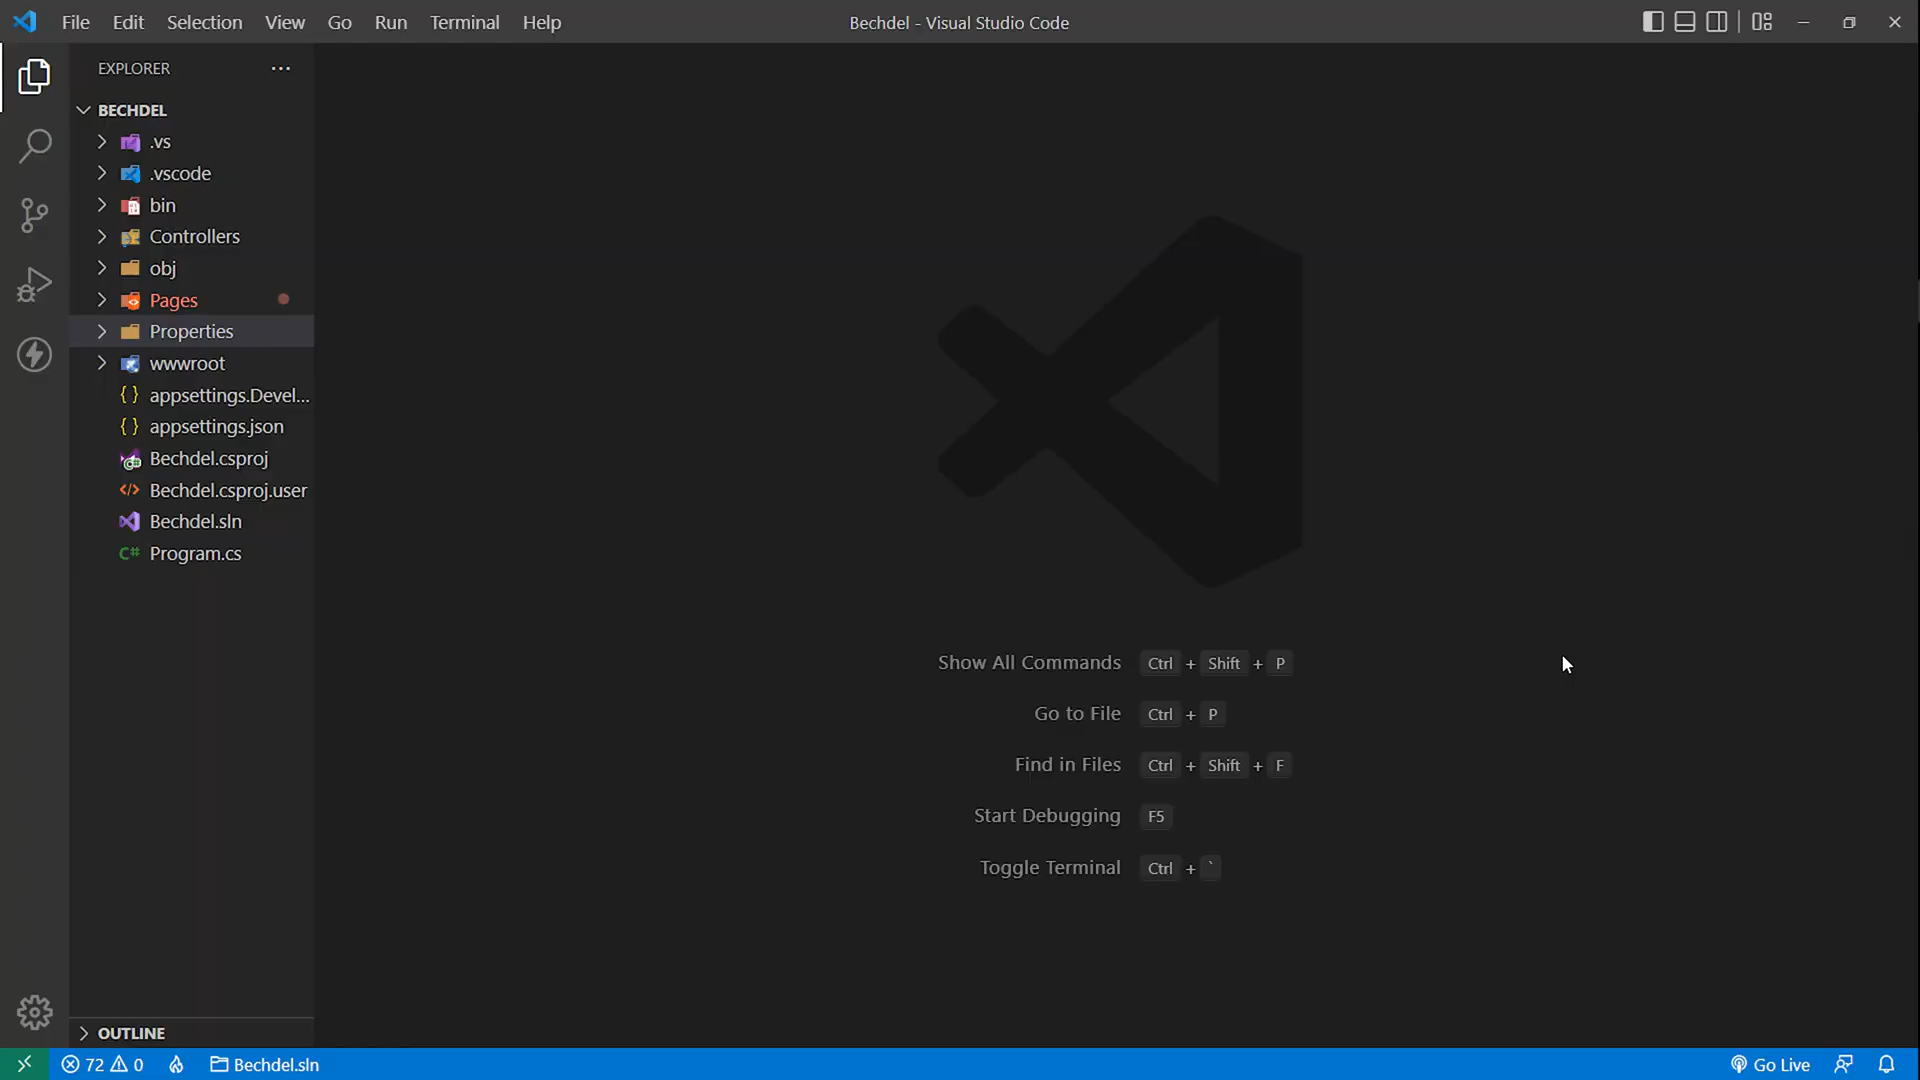 File Edit Selection View Go Run Terminal Help
Bechdel - Visual Studio Code
EXPLORER
BECHDEL
.vs
.vscode
bin
Controllers
obj
Pages
Properties
wwwroot
appsettings.Devel...
appsettings.json
Bechdel.csproj
Bechdel.csproj.user
Bechdel.sln
Program.cs
Show All Commands Ctrl + Shift + P
Go to File Ctrl + P
Find in Files Ctrl + Shift + F
Start Debugging F5
Toggle Terminal Ctrl + `
OUTLINE
72 0 Bechdel.sln Go Live